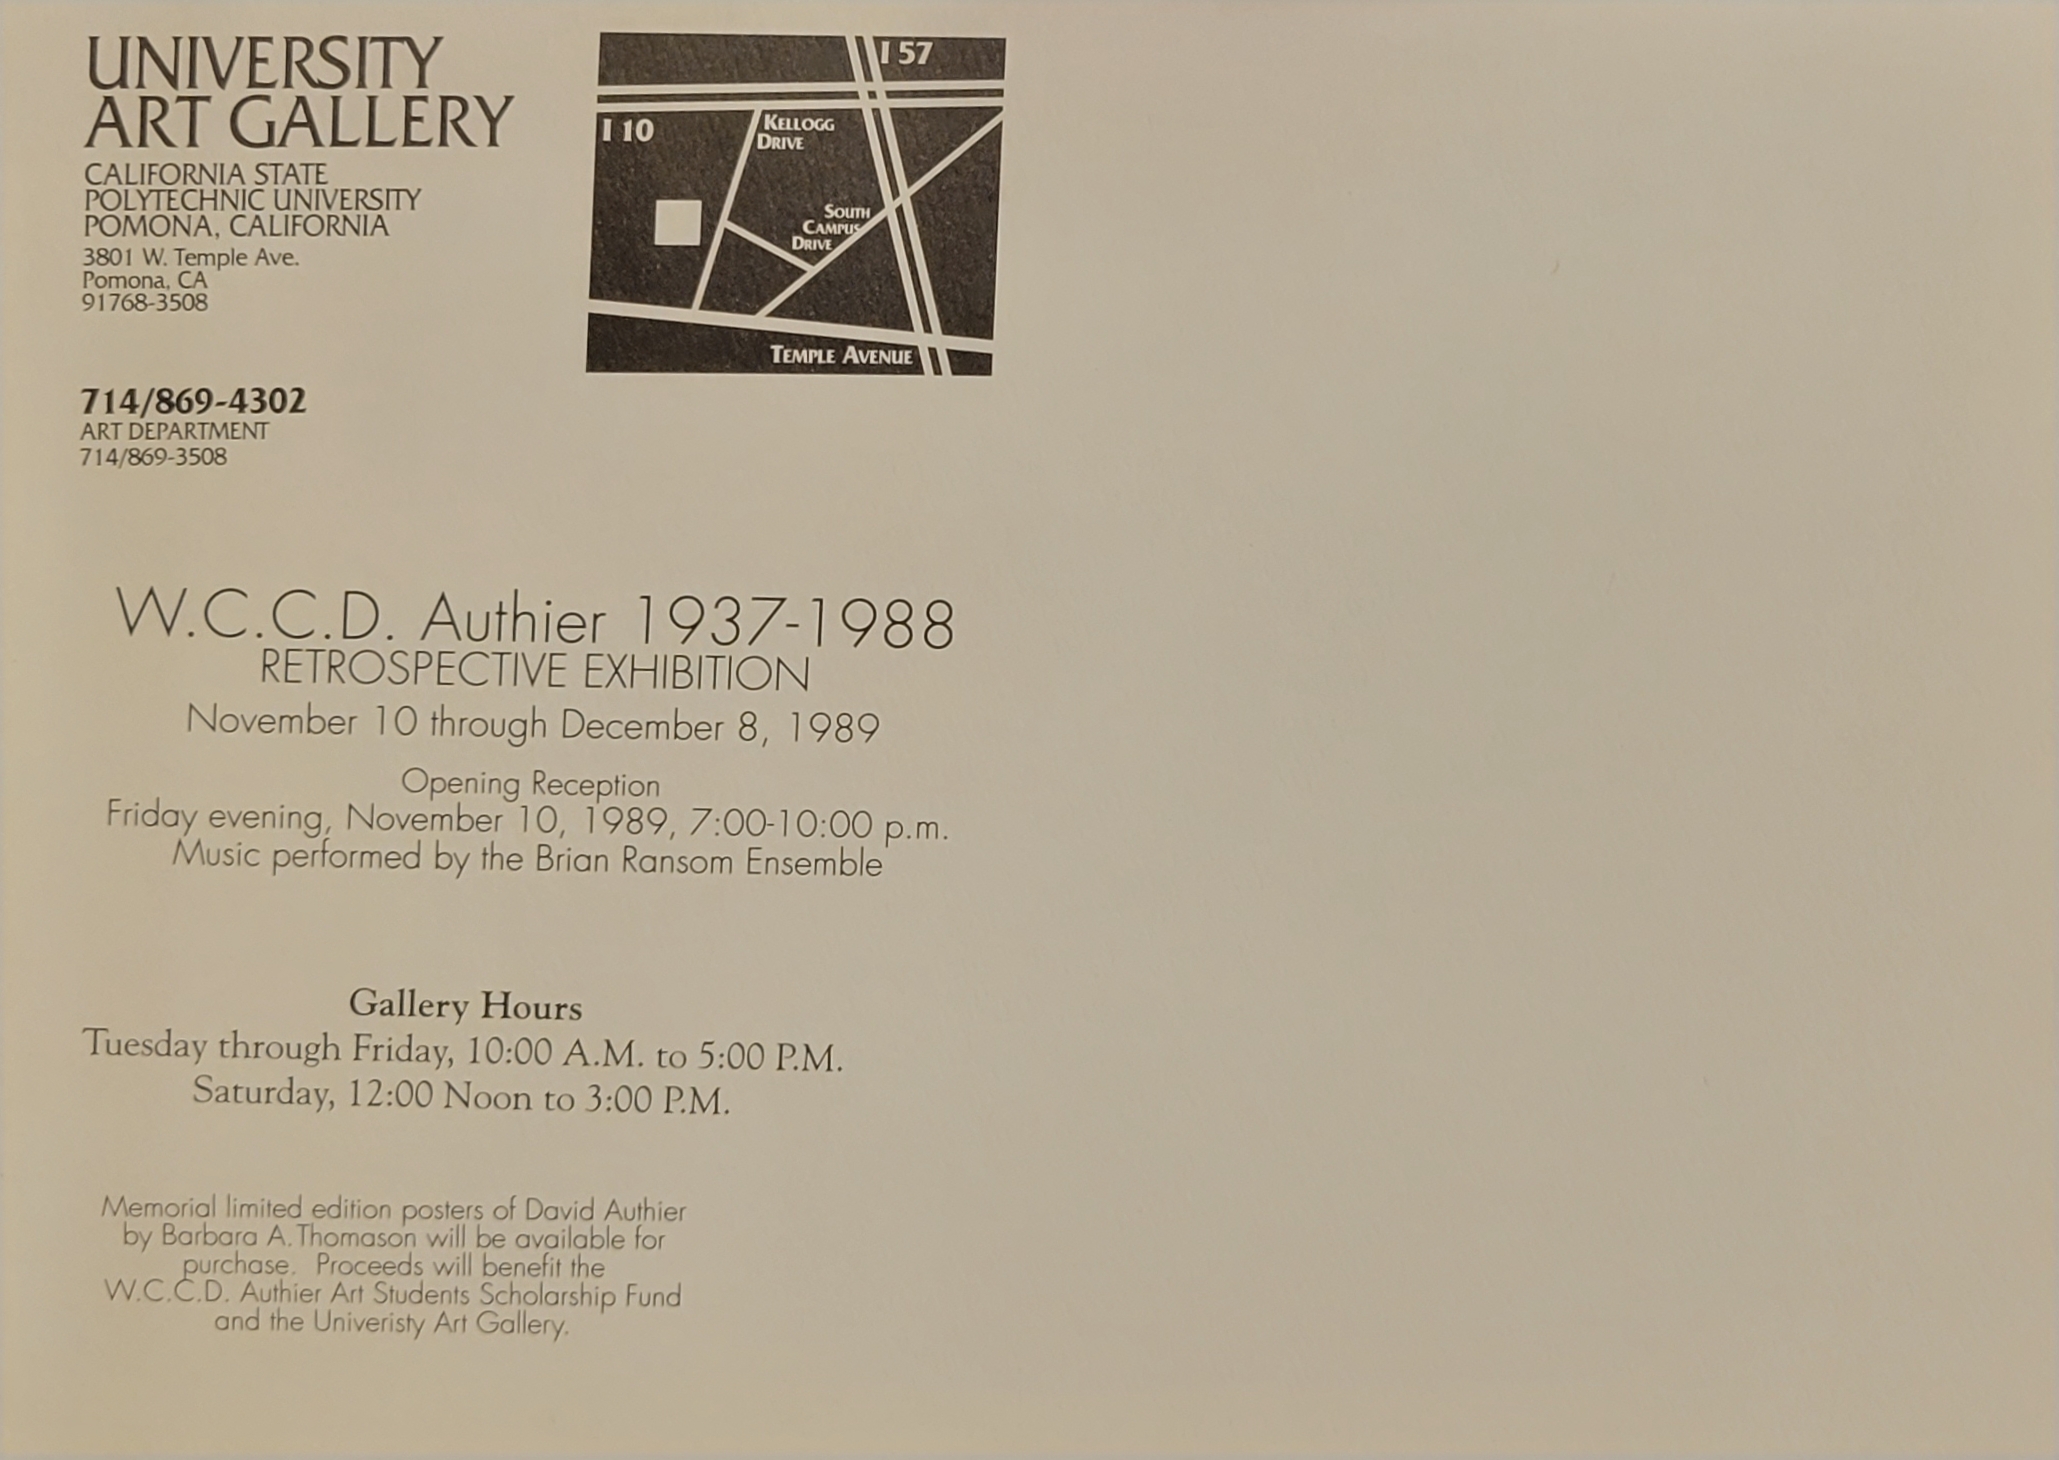 UNIVERSITY
ART GALLERY
CALIFORNIA STATE
POLYTECHNIC UNIVERSITY
POMONA, CALIFORNIA
3801 W. Temple Ave.
Pomona, CA
91768-3508
714/869-4302
ART DEPARTMENT
714/869-3508
I 57
I 10
KELLOGG
DRIVE
SOUTH
CAMPUS
DRIVE
TEMPLE AVENUE
W.C.C.D. Authier 1937-1988
RETROSPECTIVE EXHIBITION
November 10 through December 8, 1989
Opening Reception
Friday evening, November 10, 1989, 7:00-10:00 p.m.
Music performed by the Brian Ransom Ensemble
Gallery Hours
Tuesday through Friday, 10:00 A.M. to 5:00 P.M.
Saturday, 12:00 Noon to 3:00 P.M.
Memorial limited edition posters of David Authier
by Barbara A. Thomason will be available for
purchase. Proceeds will benefit the
W.C.C.D. Authier Art Students Scholarship Fund
and the Univeristy Art Gallery.